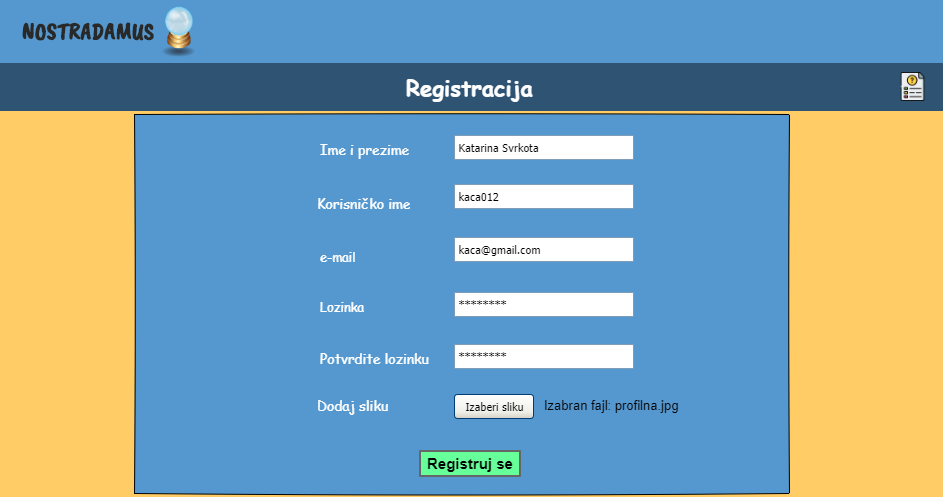 NOSTRADAMUS
Registracija
?
Ime i prezime Katarina Svrkota
Korisničko ime kaca012
e-mail kaca@gmail.com
Lozinka ********
Potvrdite lozinku ********
Dodaj sliku Izaberi sliku Izabran fajl: profilna.jpg
Registruj se